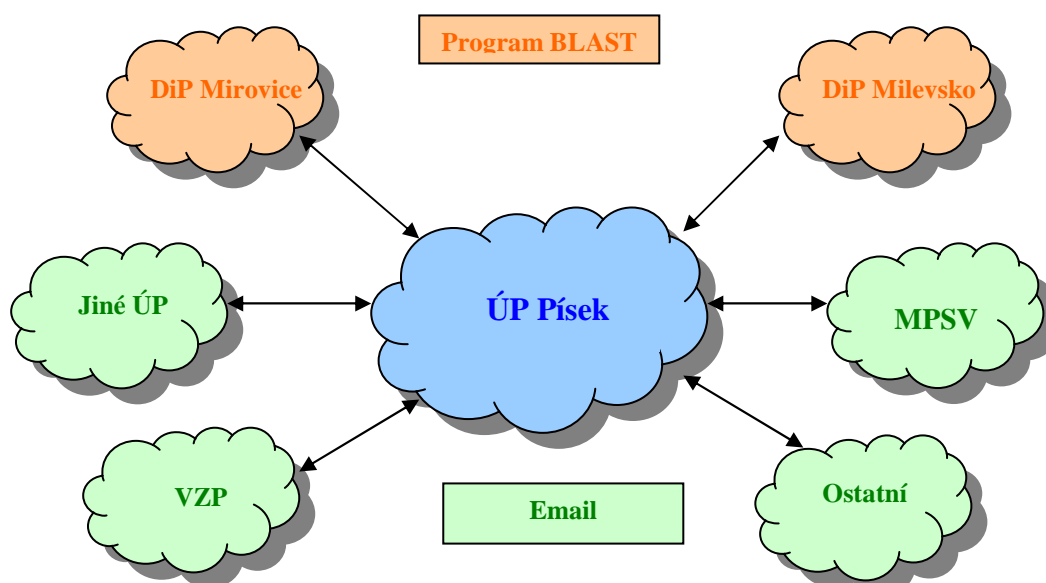 Program BLAST
DiP Mirovice
DiP Milevsko
Jiné ÚP
ÚP Písek
MPSV
VZP
Email
Ostatní